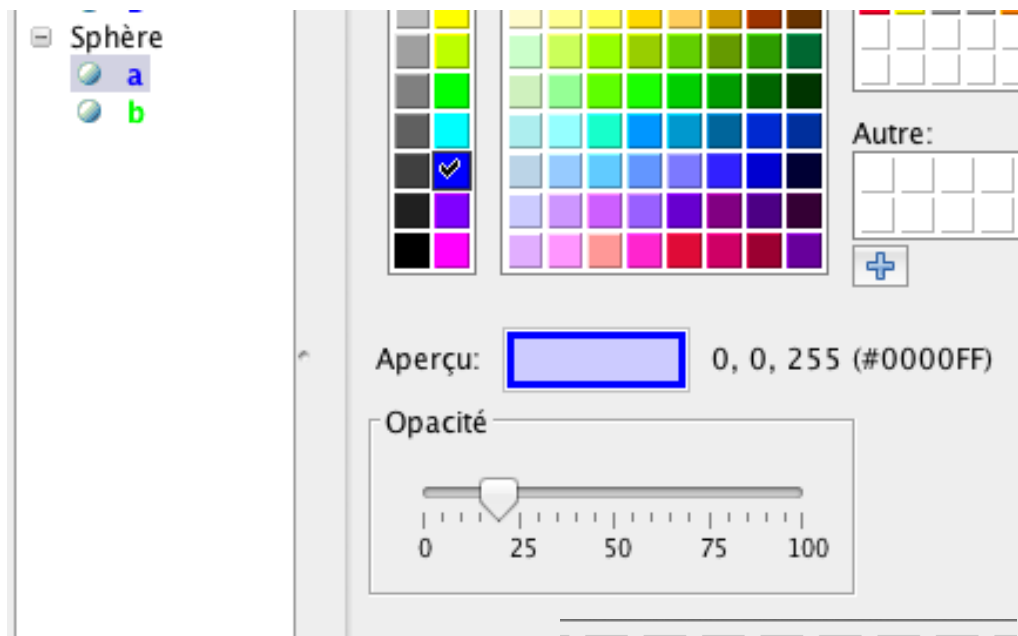 Sphère
a
b
Autre:
Aperçu: 0, 0, 255 (#0000FF)
Opacité
0 25 50 75 100